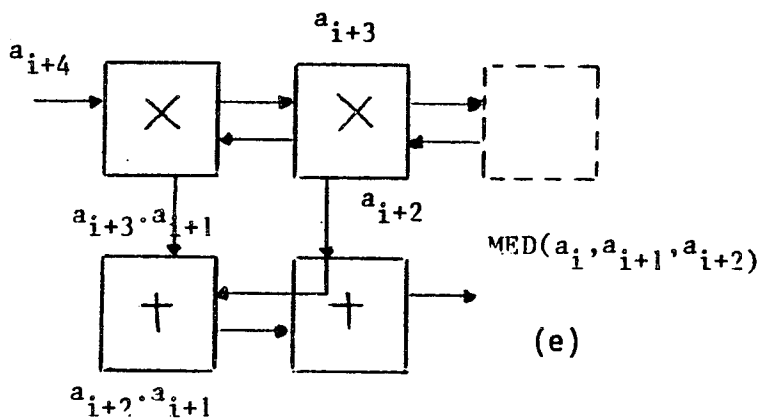 a_{i+3}
a_{i+4}
× ×
a_{i+3}.a_{i+1}
a_{i+2}
MED(a_i,a_{i+1},a_{i+2})
+ +
(e)
a_{i+2}.a_{i+1}